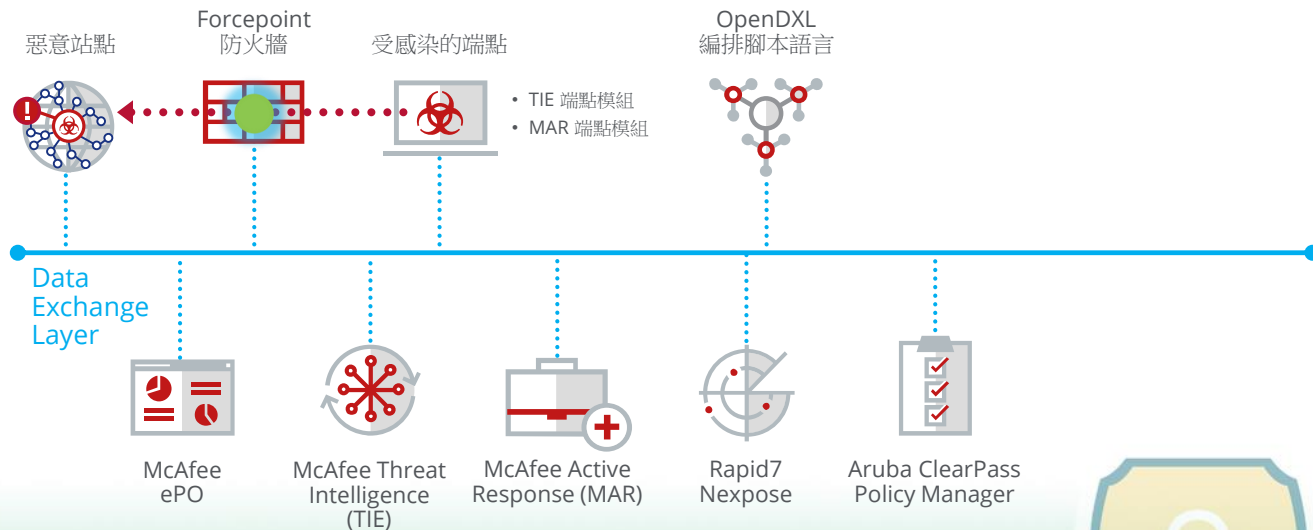 惡意站點
Forcepoint
防火牆
受感染的端點
• TIE 端點模組
• MAR 端點模組
OpenDXL
編排腳本語言
Data
Exchange
Layer
McAfee
ePO
McAfee Threat
Intelligence
(TIE)
McAfee Active
Response (MAR)
Rapid7
Nexpose
Aruba ClearPass
Policy Manager